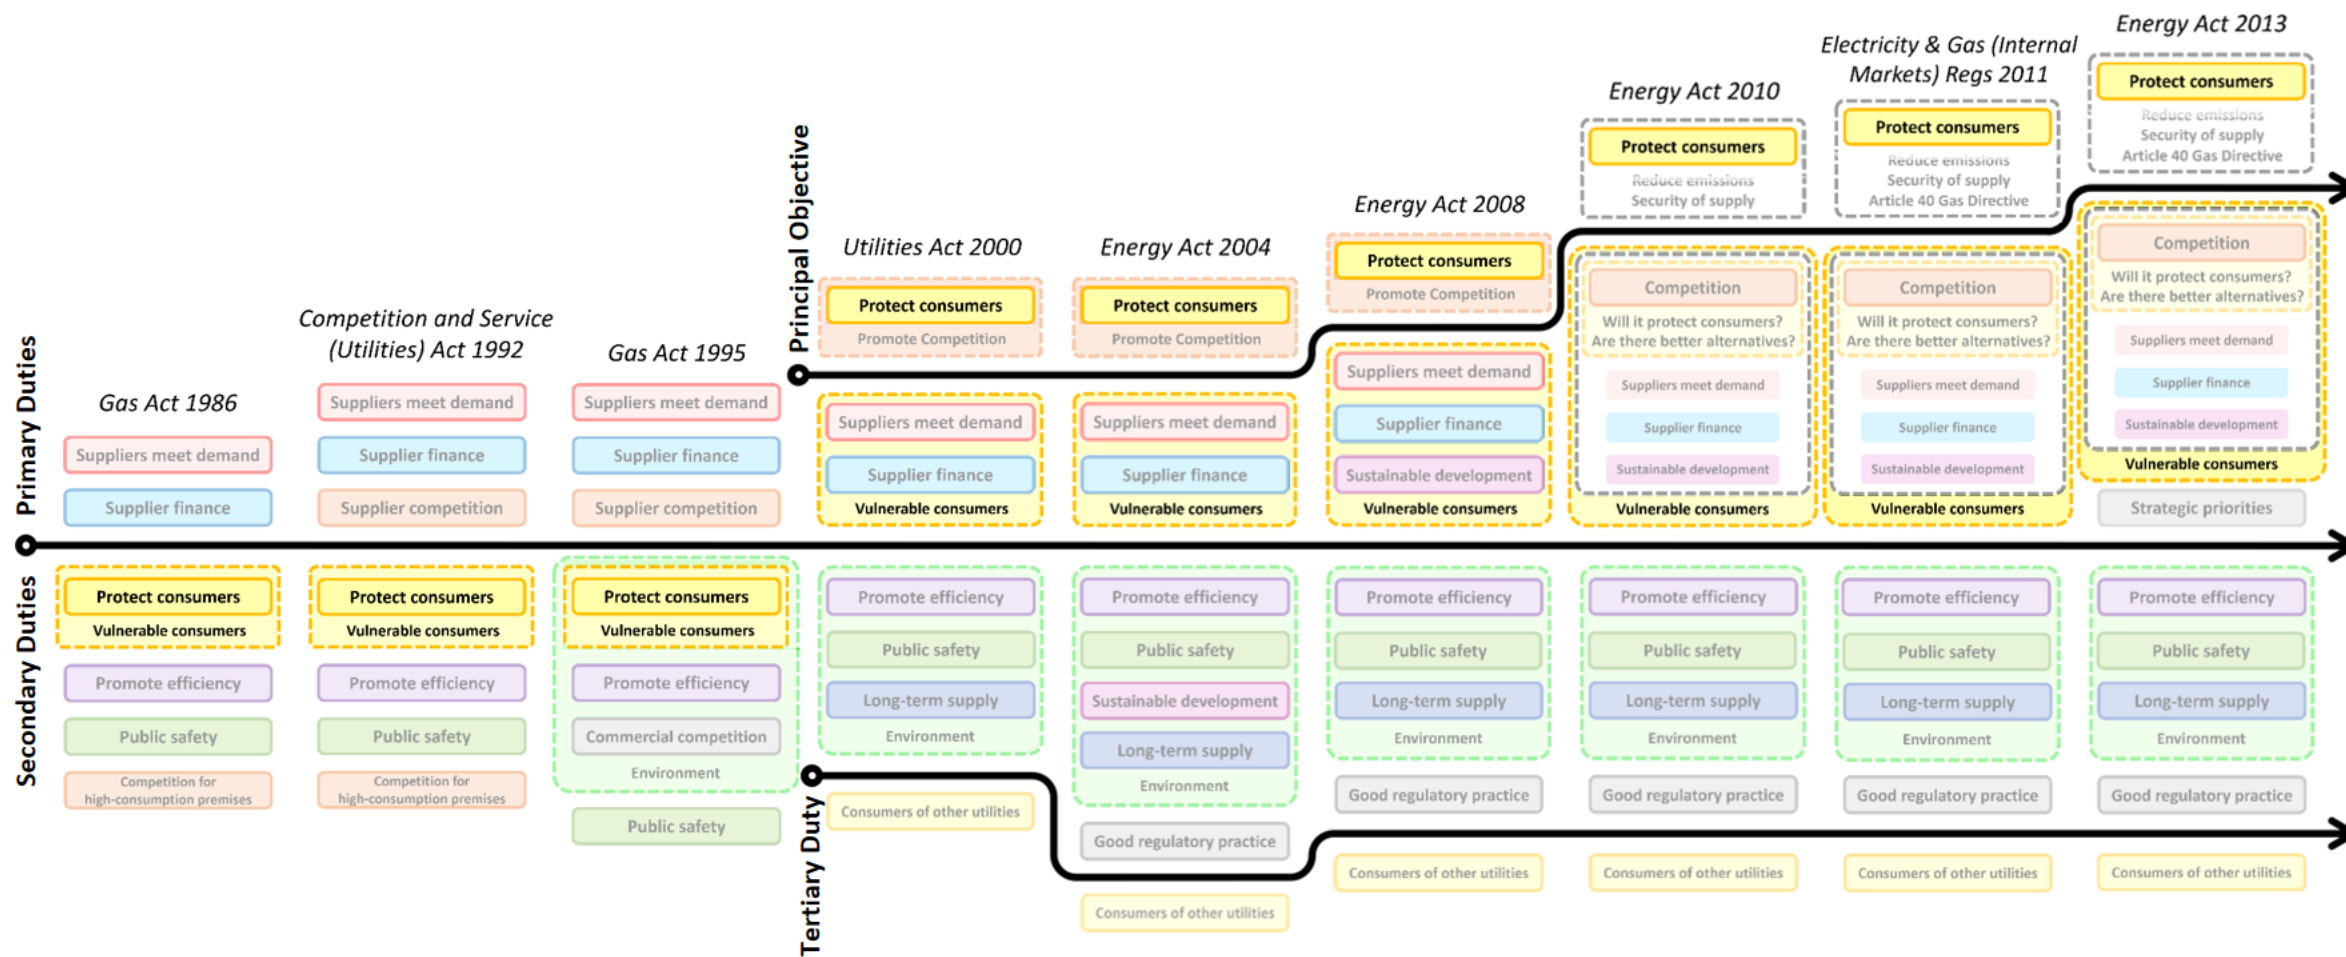 Primary Duties
Secondary Duties
Principal Objective
Tertiary Duty
Gas Act 1986
Suppliers meet demand
Supplier finance
Protect consumers
Vulnerable consumers
Promote efficiency
Public safety
Competition for
high-consumption premises
Competition and Service
(Utilities) Act 1992
Suppliers meet demand
Supplier finance
Supplier competition
Protect consumers
Vulnerable consumers
Promote efficiency
Public safety
Competition for
high-consumption premises
Gas Act 1995
Suppliers meet demand
Supplier finance
Supplier competition
Protect consumers
Vulnerable consumers
Promote efficiency
Commercial competition
Environment
Public safety
Utilities Act 2000
Protect consumers
Promote Competition
Suppliers meet demand
Supplier finance
Vulnerable consumers
Promote efficiency
Public safety
Long-term supply
Environment
Consumers of other utilities
Energy Act 2004
Protect consumers
Promote Competition
Suppliers meet demand
Supplier finance
Vulnerable consumers
Promote efficiency
Public safety
Sustainable development
Long-term supply
Environment
Good regulatory practice
Consumers of other utilities
Energy Act 2008
Protect consumers
Promote Competition
Suppliers meet demand
Supplier finance
Sustainable development
Vulnerable consumers
Promote efficiency
Public safety
Long-term supply
Environment
Good regulatory practice
Consumers of other utilities
Energy Act 2010
Protect consumers
Reduce emissions
Security of supply
Competition
Will it protect consumers?
Are there better alternatives?
Suppliers meet demand
Supplier finance
Sustainable development
Vulnerable consumers
Promote efficiency
Public safety
Long-term supply
Environment
Good regulatory practice
Consumers of other utilities
Electricity & Gas (Internal
Markets) Regs 2011
Protect consumers
Reduce emissions
Security of supply
Article 40 Gas Directive
Competition
Will it protect consumers?
Are there better alternatives?
Suppliers meet demand
Supplier finance
Sustainable development
Vulnerable consumers
Promote efficiency
Public safety
Long-term supply
Environment
Good regulatory practice
Consumers of other utilities
Energy Act 2013
Protect consumers
Reduce emissions
Security of supply
Article 40 Gas Directive
Competition
Will it protect consumers?
Are there better alternatives?
Suppliers meet demand
Supplier finance
Sustainable development
Vulnerable consumers
Strategic priorities
Promote efficiency
Public safety
Long-term supply
Environment
Good regulatory practice
Consumers of other utilities